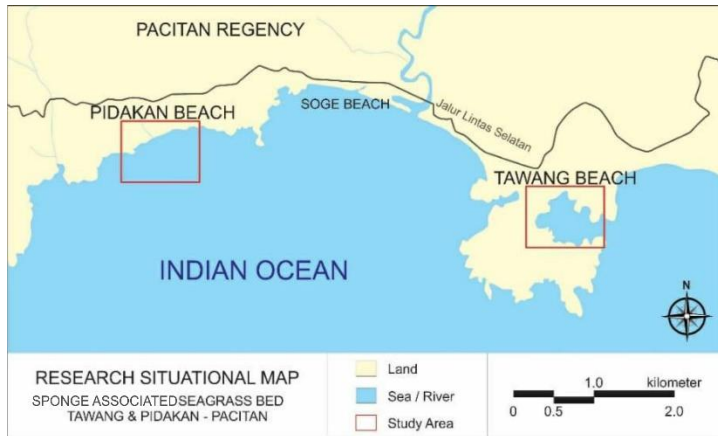 PACITAN REGENCY
SOGE BEACH
PIDAKAN BEACH
Jalur Lintas Selatan
TAWANG BEACH
INDIAN OCEAN
N
RESEARCH SITUATIONAL MAP
SPONGE ASSOCIATEDSEAGRASS BED
TAWANG & PIDAKAN - PACITAN
Land
Sea / River
Study Area
1.0 kilometer
0 0.5 2.0